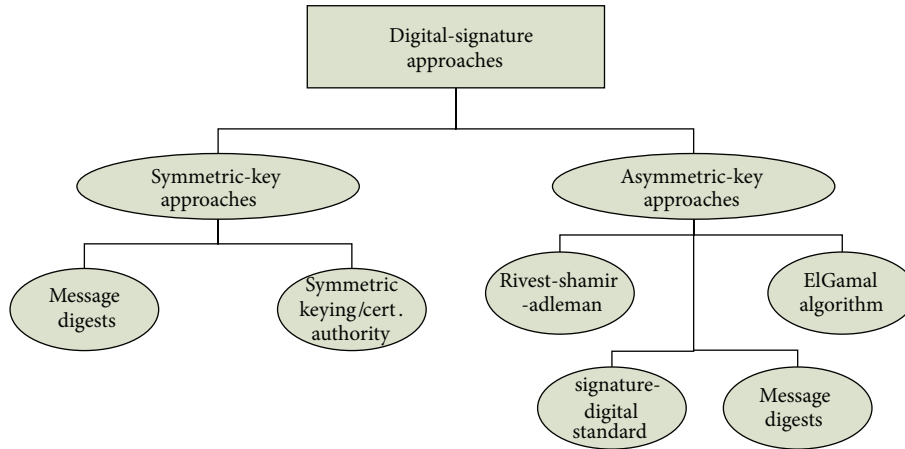 Digital-signature
approaches
Symmetric-key
approaches
Asymmetric-key
approaches
Message
digests
Symmetric
keying/cert.
authority
Rivest-shamir
-adleman
ElGamal
algorithm
signature-
digital
standard
Message
digests